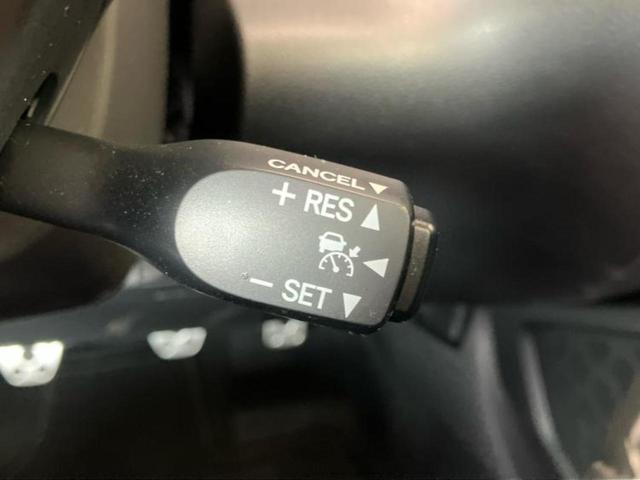 CANCEL ▼
+ RES ▲
◀
− SET ▼